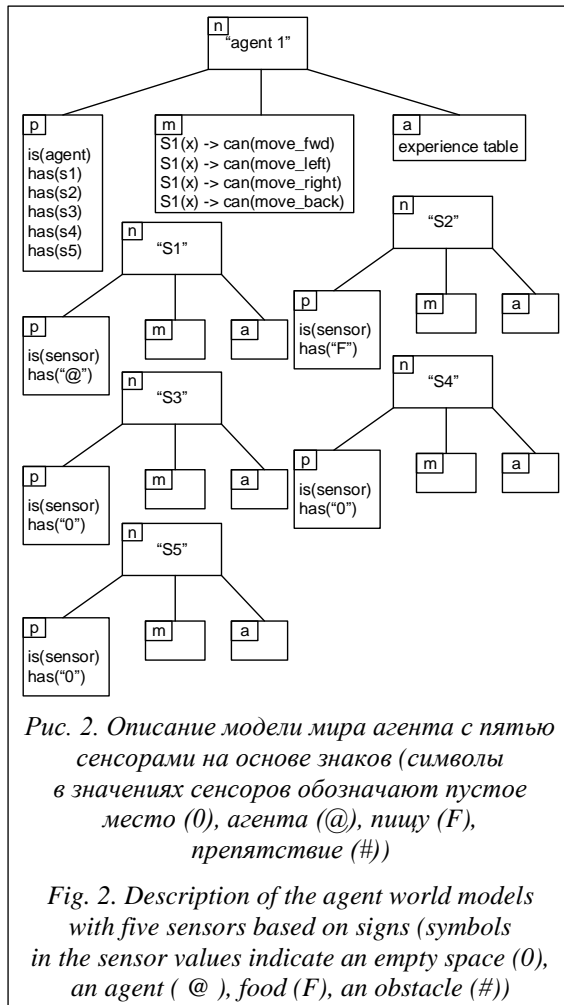 n
“agent 1”
p
is(agent)
has(s1)
has(s2)
has(s3)
has(s4)
has(s5)
m
S1(x) -> can(move_fwd)
S1(x) -> can(move_left)
S1(x) -> can(move_right)
S1(x) -> can(move_back)
a
experience table
n
“S1”
p
is(sensor)
has(“@”)
m
a
n
“S2”
p
is(sensor)
has(“F”)
m
a
n
“S3”
p
is(sensor)
has(“0”)
m
a
n
“S4”
p
is(sensor)
has(“0”)
m
a
n
“S5”
p
is(sensor)
has(“0”)
m
a
Рис. 2. Описание модели мира агента с пятью
сенсорами на основе знаков (символы
в значениях сенсоров обозначают пустое
место (0), агента (@), пищу (F),
препятствие (#))
Fig. 2. Description of the agent world models
with five sensors based on signs (symbols
in the sensor values indicate an empty space (0),
an agent ( @ ), food (F), an obstacle (#))